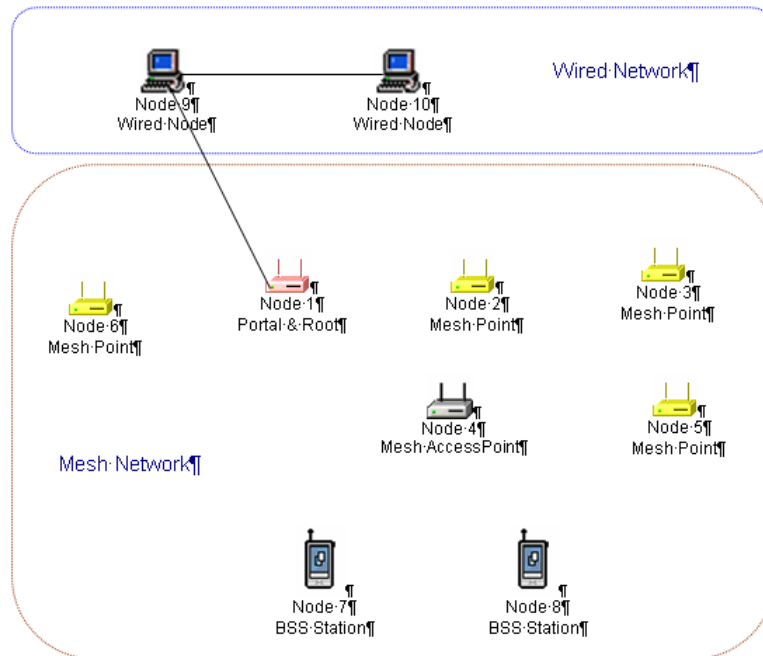 Wired·Network¶
¶
¶
Node·9¶
Wired·Node¶
Node·10¶
Wired·Node¶
¶
¶
¶
¶
Node·6¶
Mesh·Point¶
Node·1¶
Portal·&·Root¶
Node·2¶
Mesh·Point¶
Node·3¶
Mesh·Point¶
¶
¶
Node·4¶
Mesh·AccessPoint¶
Node·5¶
Mesh·Point¶
Mesh·Network¶
¶
¶
Node·7¶
BSS·Station¶
Node·8¶
BSS·Station¶